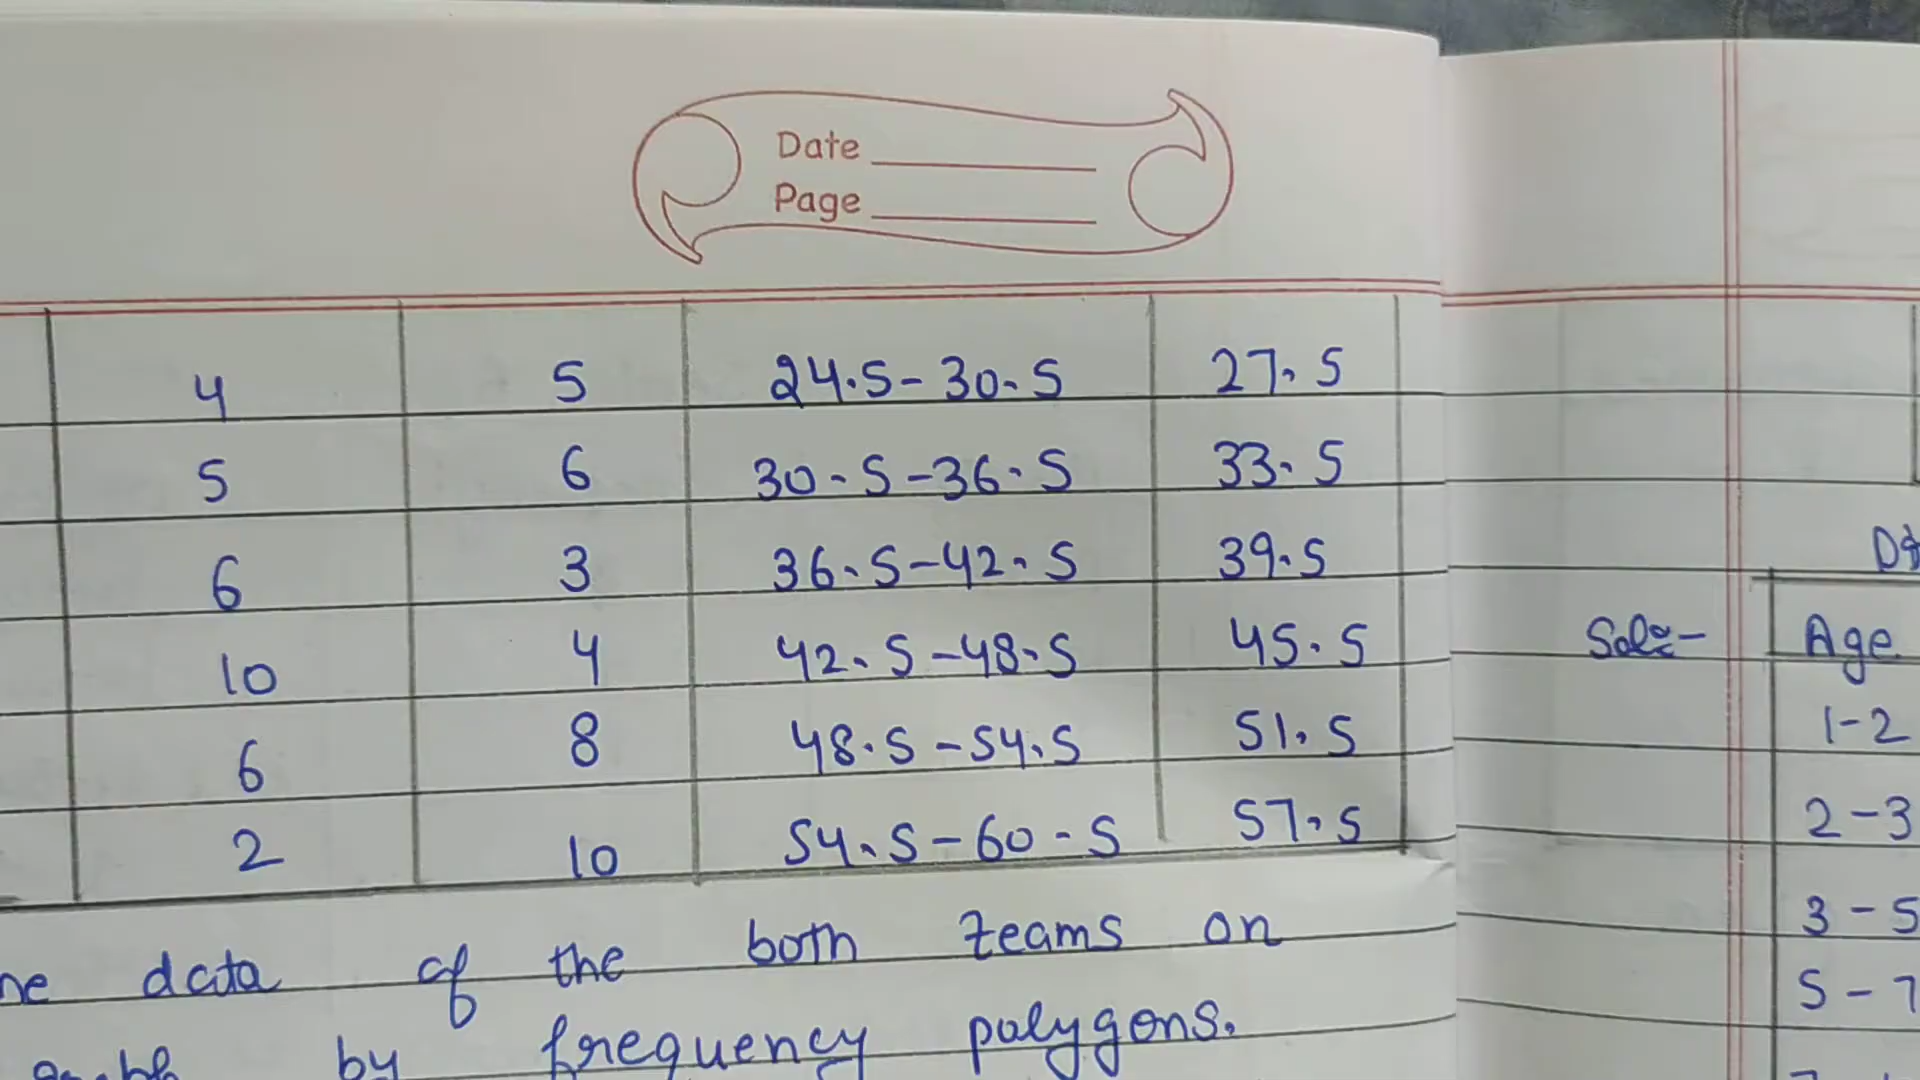 Date
Page
4 5 24.5-30.5 27.5
5 6 30.5-36.5 33.5
6 3 36.5-42.5 39.5
10 4 42.5-48.5 45.5
6 8 48.5-54.5 51.5
2 10 54.5-60.5 57.5
data of the both teams on
by frequency polygons.
Sol:-
Age
1-2
2-3
3-5
5-7